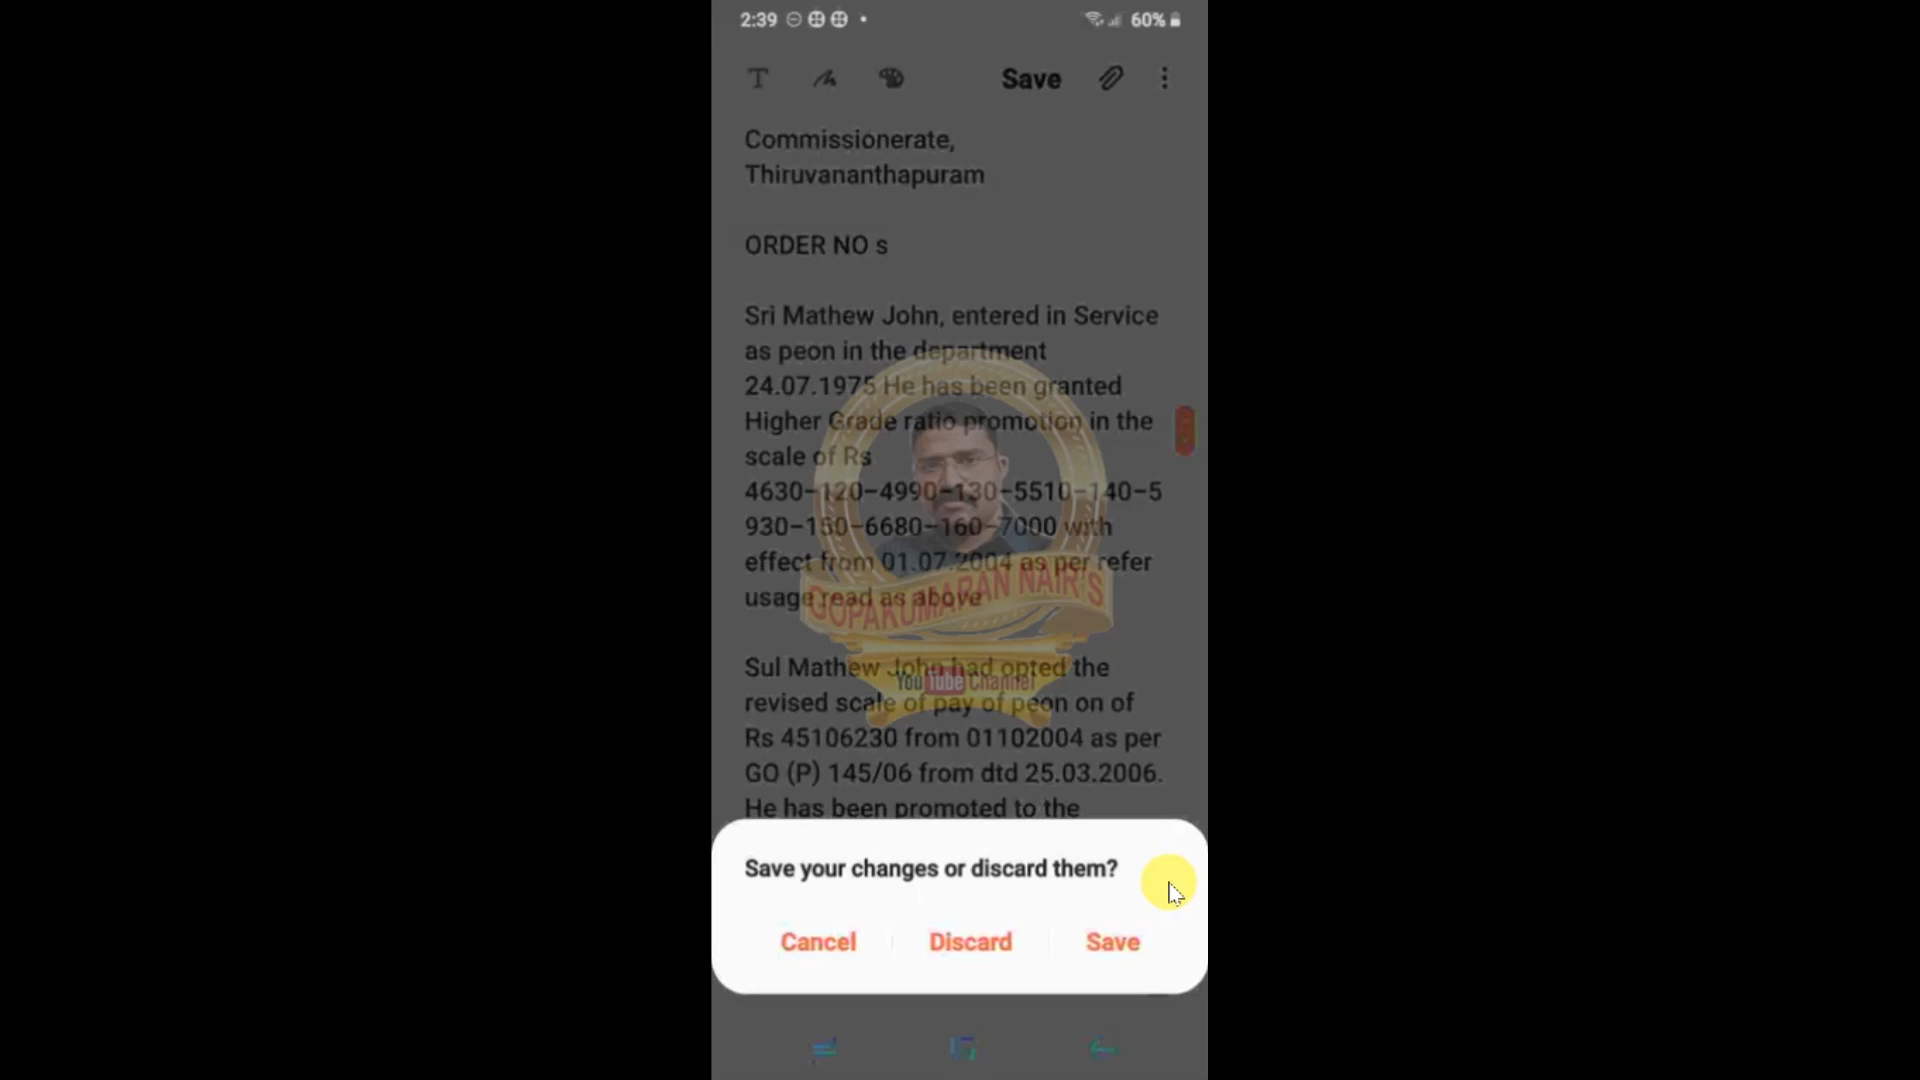 2:39 60%
T Save
Commissionerate,
Thiruvananthapuram
ORDER NO s
Sri Mathew John, entered in Service
as peon in the department
24.07.1975 He has been granted
Higher Grade ratio promotion in the
scale of Rs
4630-120-4990-130-5510-140-5
930-150-6680-160-7000 with
effect from 01.07.2004 as per refer
usage read as above
GOPAKUMARAN NAIR'S
Sul Mathew John had opted the
YouTube Channel
revised scale of pay of peon on of
Rs 45106230 from 01102004 as per
GO (P) 145/06 from dtd 25.03.2006.
He has been promoted to the
Save your changes or discard them?
Cancel Discard Save